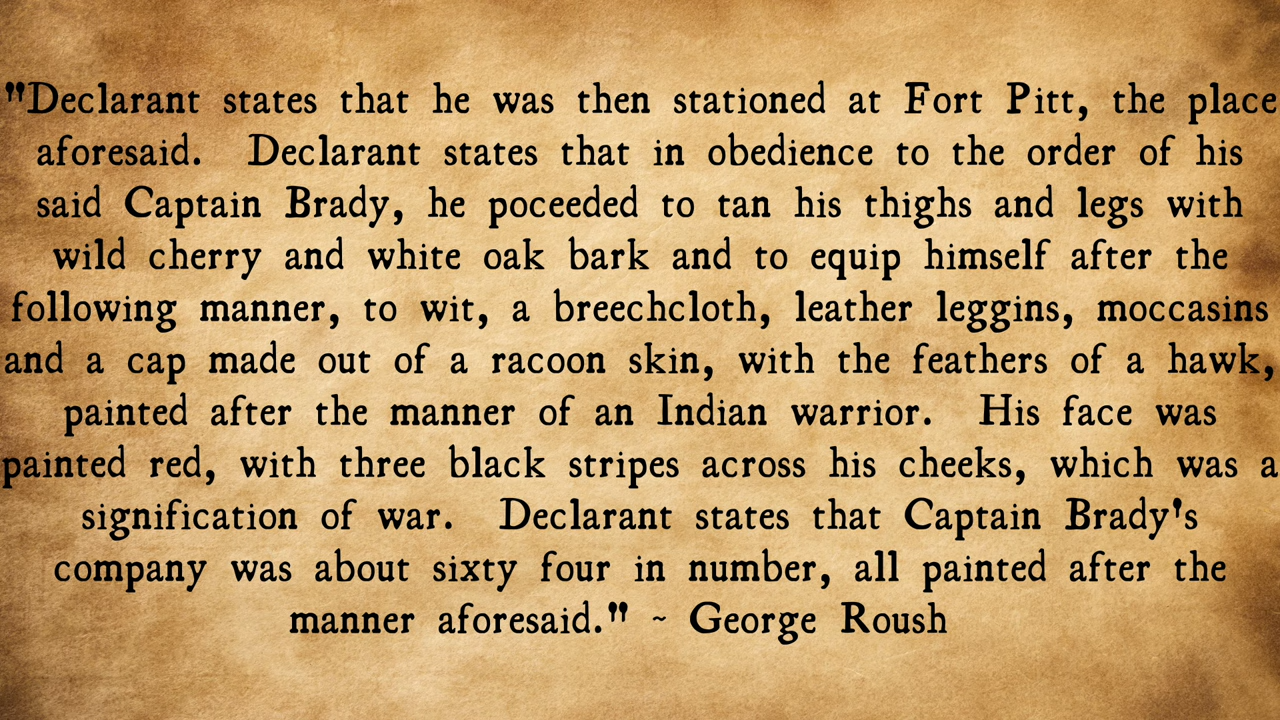 "Declarant states that he was then stationed at Fort Pitt, the place
aforesaid.  Declarant states that in obedience to the order of his
said Captain Brady, he poceeded to tan his thighs and legs with
wild cherry and white oak bark and to equip himself after the
following manner, to wit, a breechcloth, leather leggins, moccasins
and a cap made out of a racoon skin, with the feathers of a hawk,
painted after the manner of an Indian warrior.  His face was
painted red, with three black stripes across his cheeks, which was a
signification of war.  Declarant states that Captain Brady's
company was about sixty four in number, all painted after the
manner aforesaid." ~ George Roush